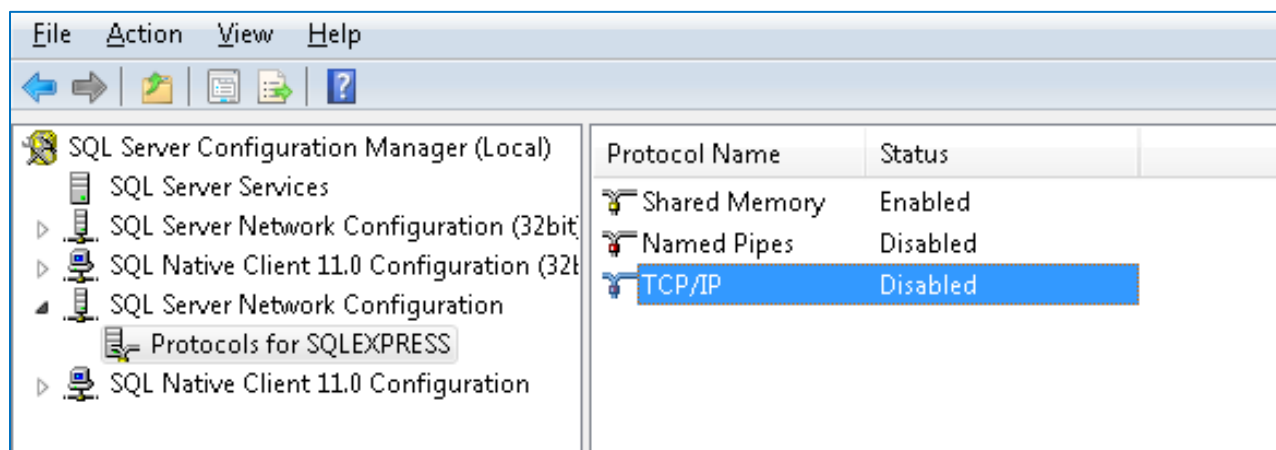 File Action View Help
?
SQL Server Configuration Manager (Local)
SQL Server Services
SQL Server Network Configuration (32bit
SQL Native Client 11.0 Configuration (32
SQL Server Network Configuration
Protocols for SQLEXPRESS
SQL Native Client 11.0 Configuration
Protocol Name Status
Shared Memory Enabled
Named Pipes Disabled
TCP/IP Disabled